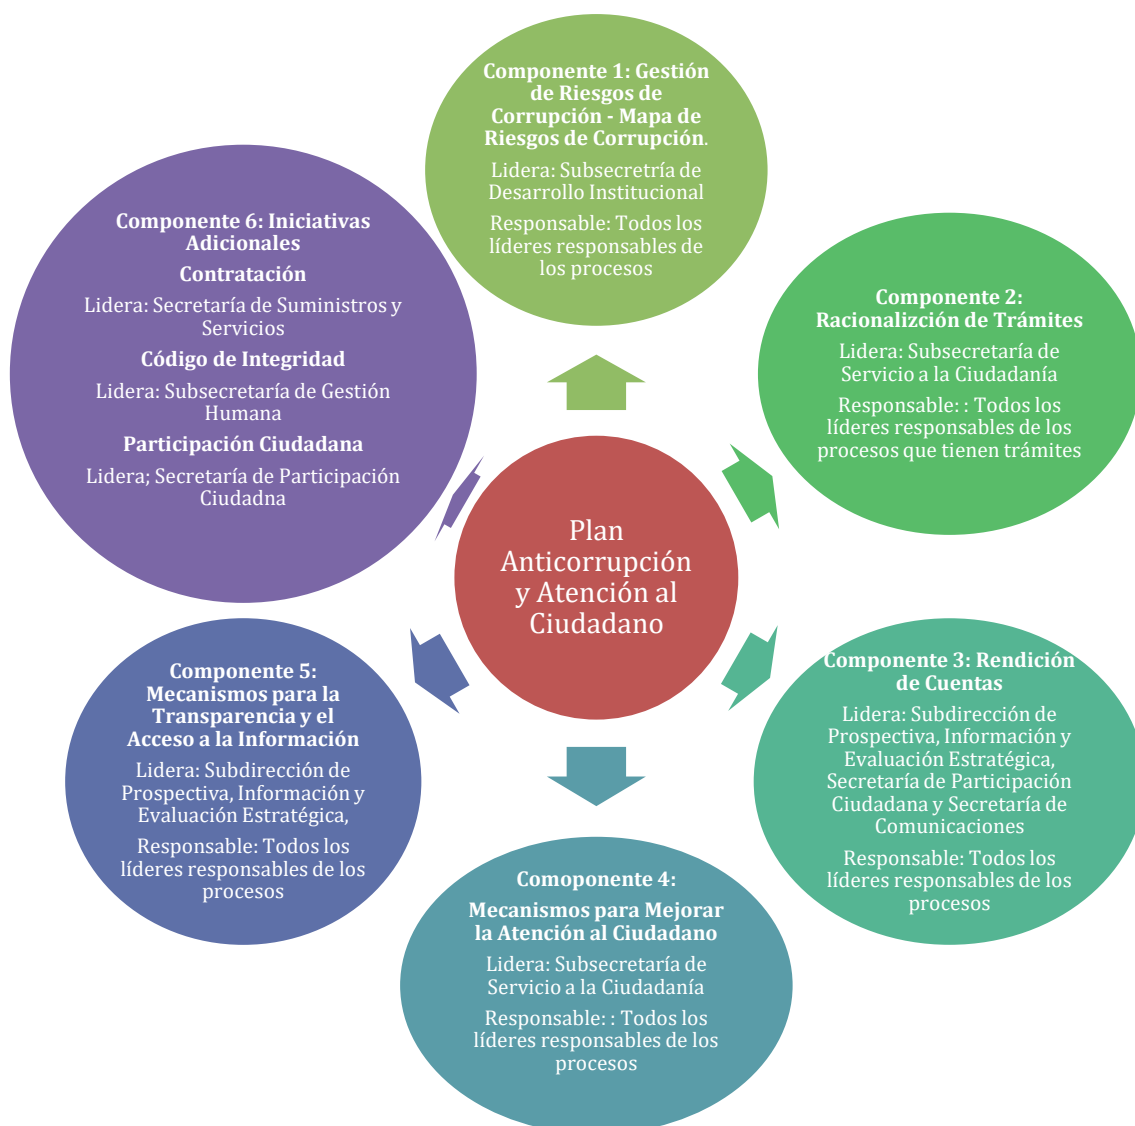 Componente 1: Gestión
de Riesgos de
Corrupción - Mapa de
Riesgos de Corrupción.
Lidera: Subsecretría de
Desarrollo Institucional
Responsable: Todos los
líderes responsables de
los procesos
Componente 2:
Racionalizción de Trámites
Lidera: Subsecretaría de
Servicio a la Ciudadanía
Responsable: : Todos los
líderes responsables de los
procesos que tienen trámites
Componente 3: Rendición
de Cuentas
Lidera: Subdirección de
Prospectiva, Información y
Evaluación Estratégica,
Secretaría de Participación
Ciudadana y Secretaría de
Comunicaciones
Responsable: Todos los
líderes responsables de los
procesos
Comoponente 4:
Mecanismos para Mejorar
la Atención al Ciudadano
Lidera: Subsecretaría de
Servicio a la Ciudadanía
Responsable: : Todos los
líderes responsables de los
procesos
Componente 5:
Mecanismos para la
Transparencia y el
Acceso a la Información
Lidera: Subdirección de
Prospectiva, Información y
Evaluación Estratégica,
Responsable: Todos los
líderes responsables de los
procesos
Componente 6: Iniciativas
Adicionales
Contratación
Lidera: Secretaría de Suministros y
Servicios
Código de Integridad
Lidera: Subsecretaría de Gestión
Humana
Participación Ciudadana
Lidera; Secretaría de Participación
Ciudadna
Plan
Anticorrupción
y Atención al
Ciudadano